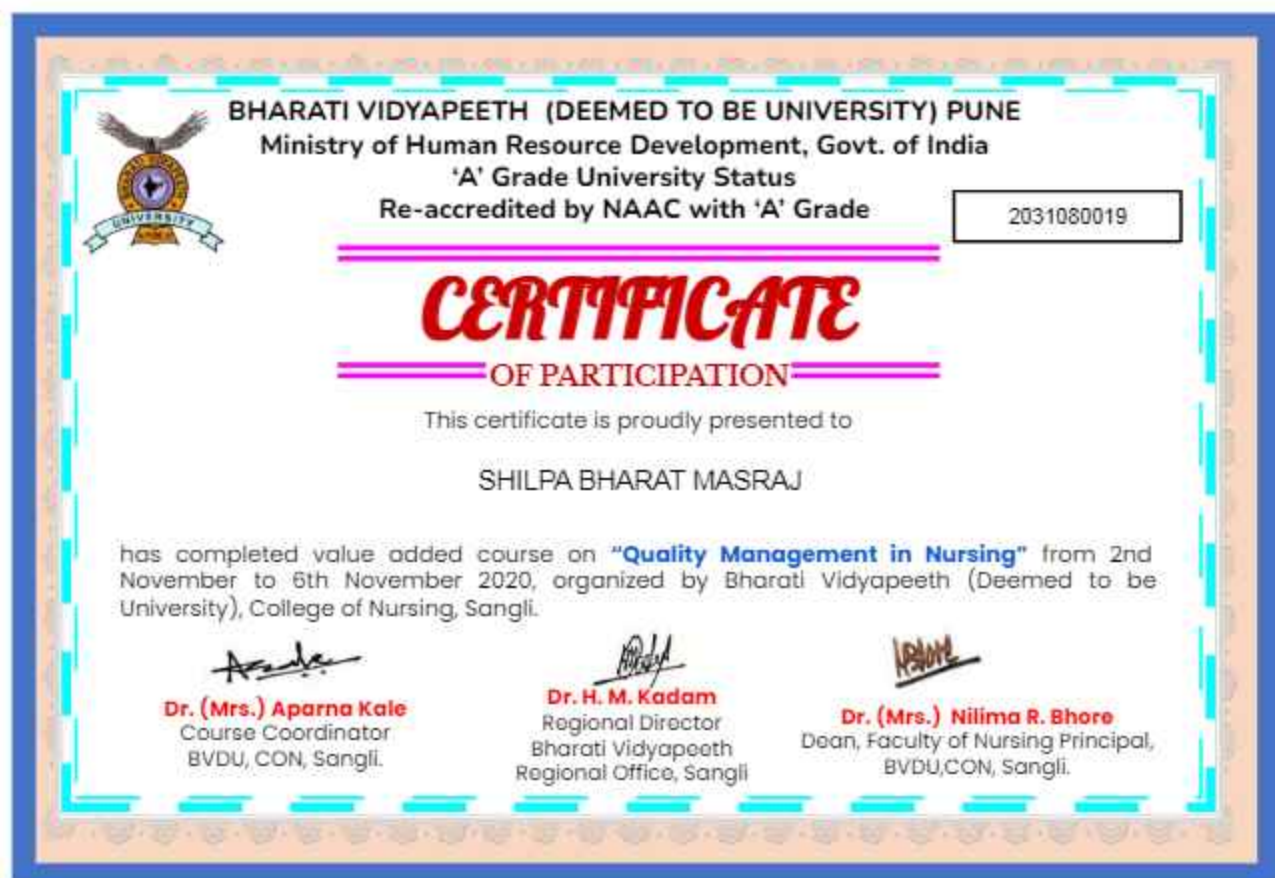 BHARATI VIDYAPEETH (DEEMED TO BE UNIVERSITY) PUNE
Ministry of Human Resource Development, Govt. of India
‘A’ Grade University Status
Re-accredited by NAAC with ‘A’ Grade
2031080019
BHARATI VIDYAPEETH
UNIVERSITY
CERTIFICATE
OF PARTICIPATION
This certificate is proudly presented to
SHILPA BHARAT MASRAJ
has completed value added course on “Quality Management in Nursing” from 2nd
November to 6th November 2020, organized by Bharati Vidyapeeth (Deemed to be
University), College of Nursing, Sangli.
Dr. (Mrs.) Aparna Kale
Course Coordinator
BVDU, CON, Sangli.
Dr. H. M. Kadam
Regional Director
Bharati Vidyapeeth
Regional Office, Sangli
Dr. (Mrs.) Nilima R. Bhore
Dean, Faculty of Nursing Principal,
BVDU,CON, Sangli.